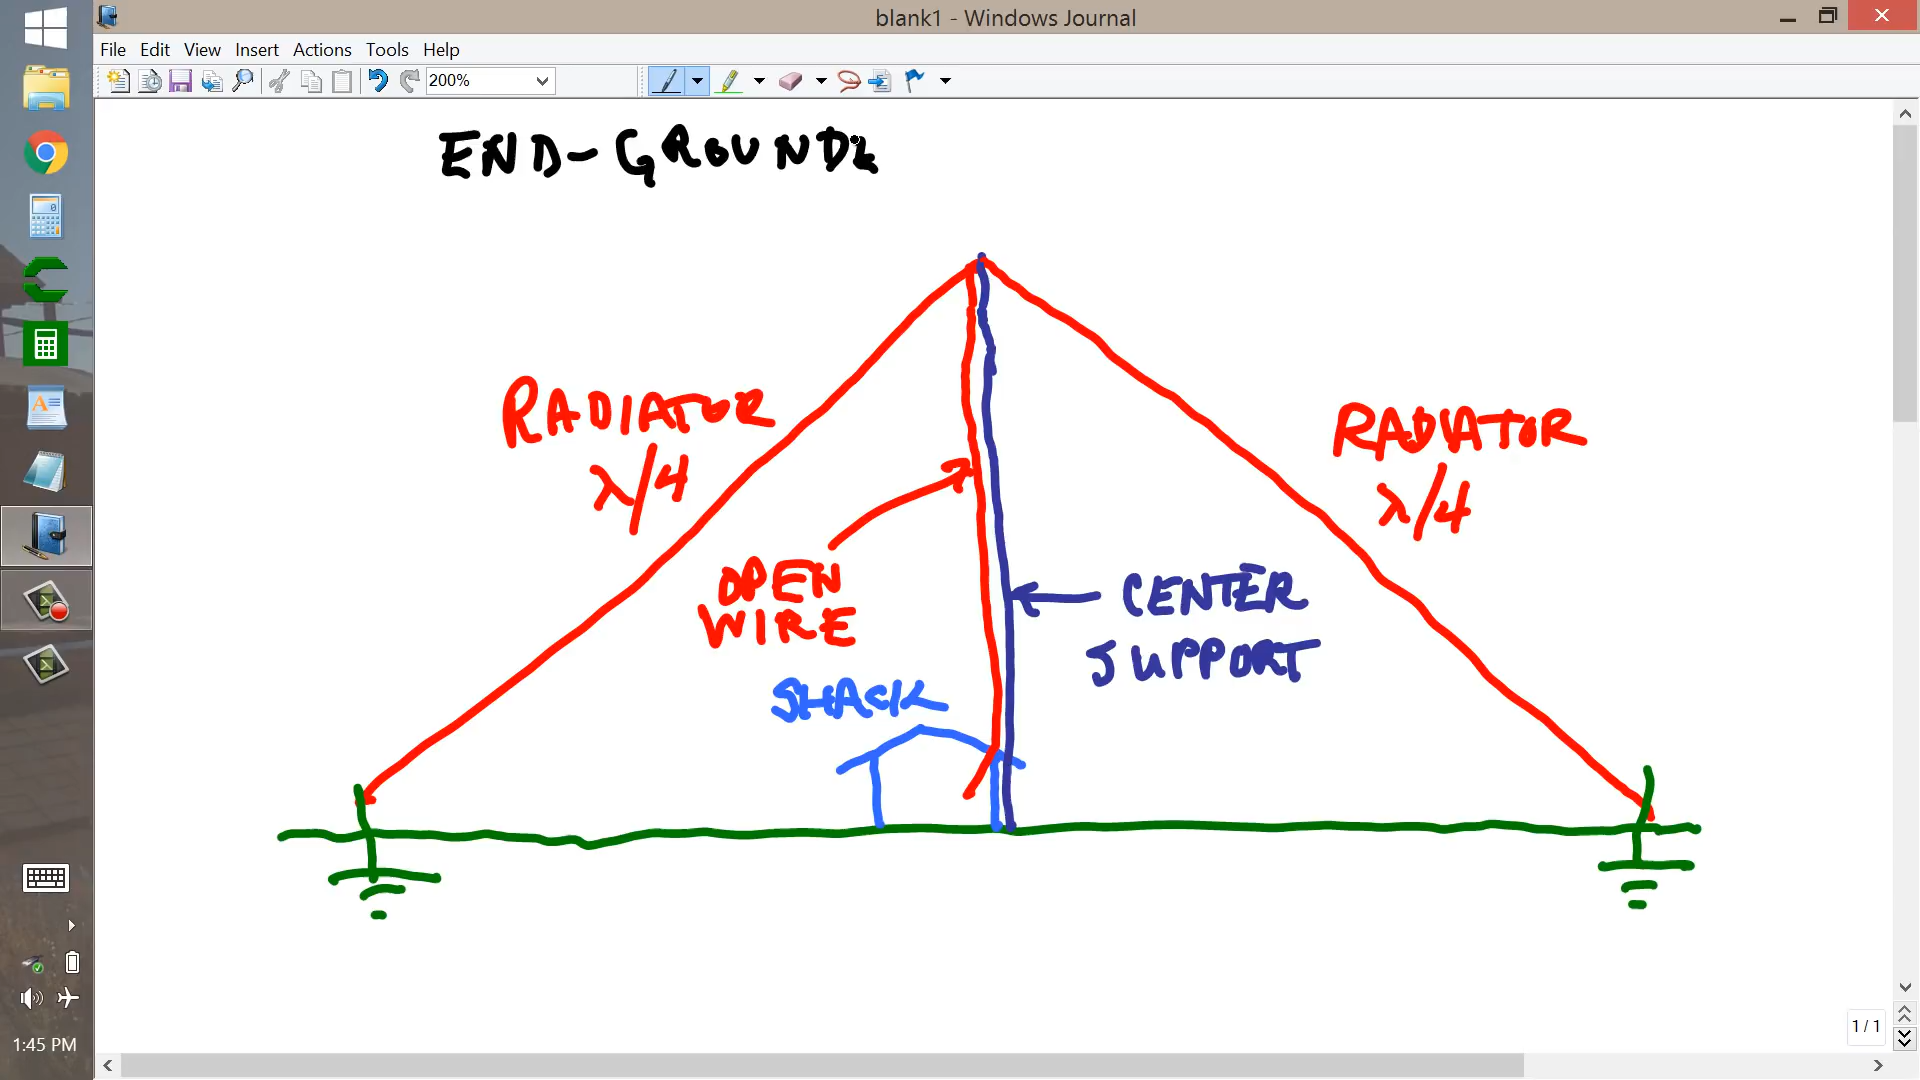 blank1 - Windows Journal
File Edit View Insert Actions Tools Help
200%
END-GROUNDE
RADIATOR
λ/4
RADIATOR
λ/4
OPEN
WIRE
CENTER
SUPPORT
SHACK
1 / 1
1:45 PM